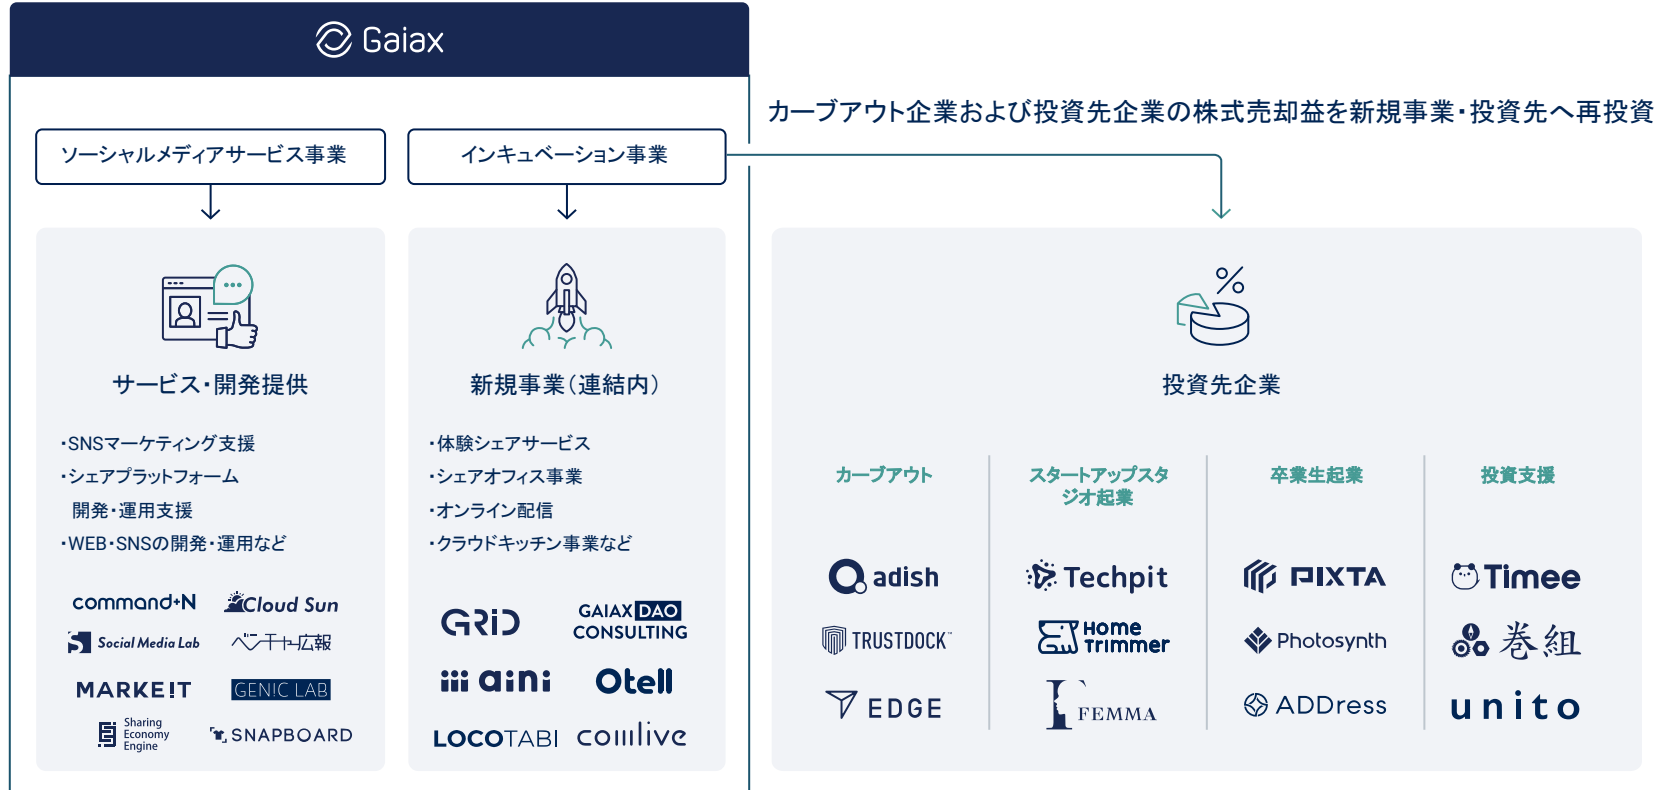 Gaiax
カーブアウト企業および投資先企業の株式売却益を新規事業・投資先へ再投資
ソーシャルメディアサービス事業
インキュベーション事業
サービス・開発提供
・SNSマーケティング支援
・シェアプラットフォーム
開発・運用支援
・WEB・SNSの開発・運用など
command+N
Cloud Sun
Social Media Lab
ベンチャー広報
MARKEIT
GENIC LAB
Sharing
Economy
Engine
SNAPBOARD
新規事業（連結内）
・体験シェアサービス
・シェアオフィス事業
・オンライン配信
・クラウドキッチン事業など
GRiD
GAIAX DAO
CONSULTING
aini
Otell
LOCOTABI
comlive
%
投資先企業
カーブアウト
adish
TRUSTDOCK™
EDGE
スタートアップスタ
ジオ起業
Techpit
Home
Trimmer
FEMMA
卒業生起業
PIXTA
Photosynth
ADDress
投資支援
Timee
巻組
unito